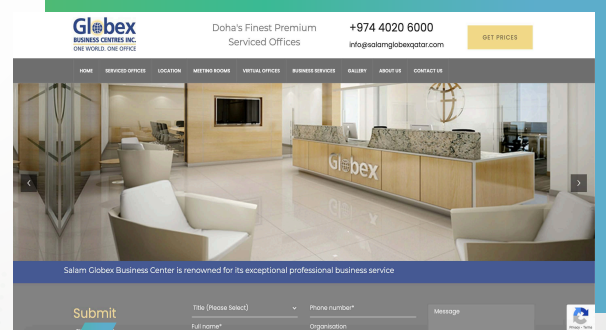 Globex
BUSINESS CENTRES INC.
ONE WORLD. ONE OFFICE
Doha's Finest Premium
Serviced Offices
+974 4020 6000
info@salamglobexqatar.com
GET PRICES
HOME SERVICED OFFICES LOCATION MEETING ROOMS VIRTUAL OFFICES BUSINESS SERVICES GALLERY ABOUT US CONTACT US
Globex
Salam Globex Business Center is renowned for its exceptional professional business service
Submit
Title (Please Select)
Phone number*
Message
Full name*
Organisation
Privacy - Terms